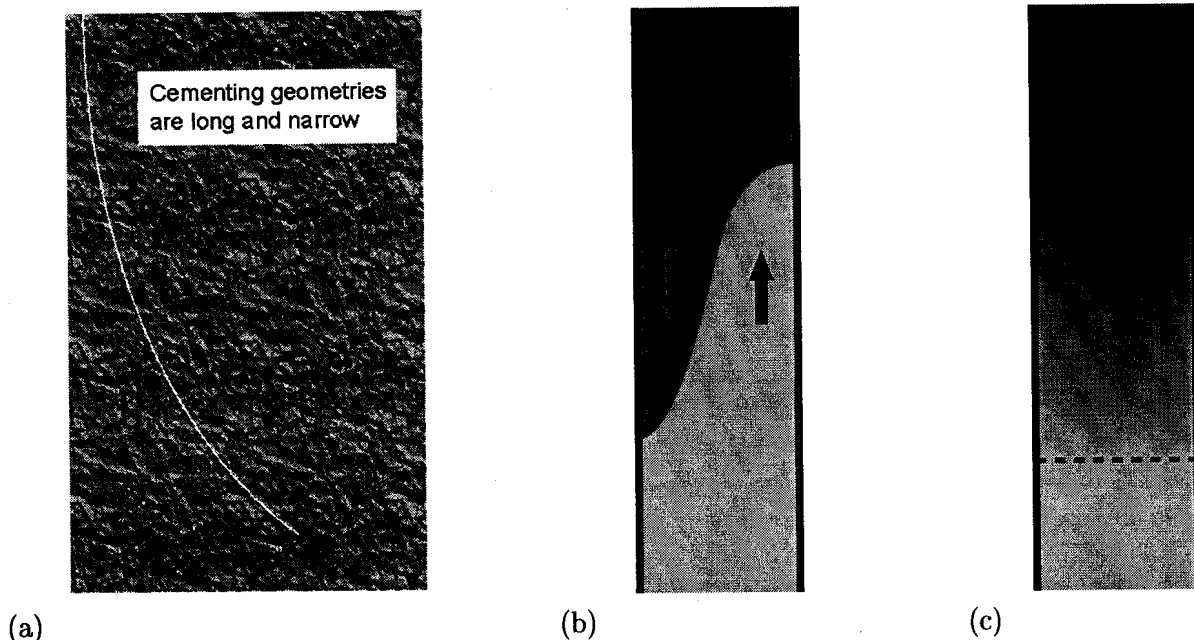 Cementing geometries
are long and narrow
(a)
(b)
(c)